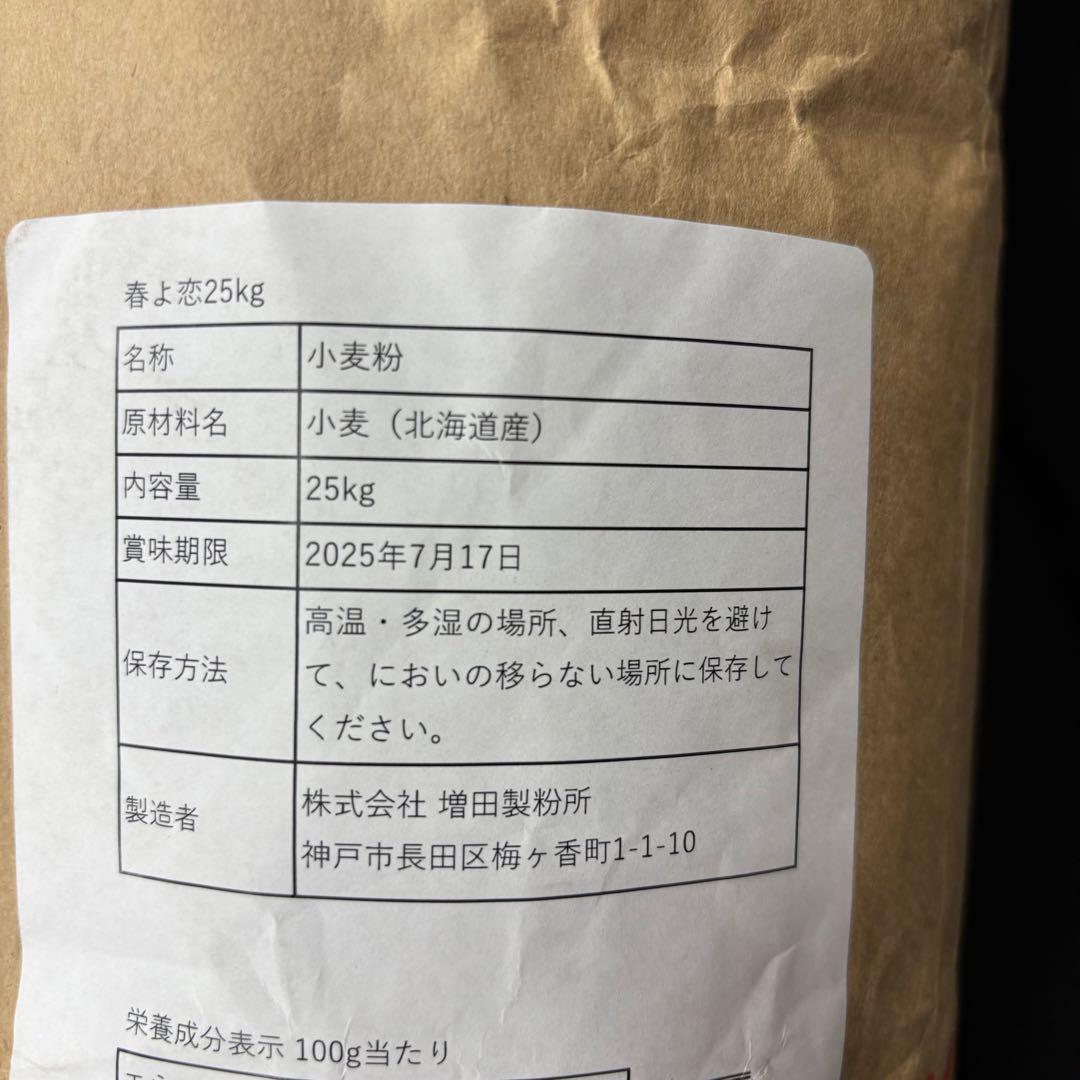 春よ恋25kg
名称 小麦粉
原材料名 小麦（北海道産）
内容量 25kg
賞味期限 2025年7月17日
保存方法 高温・多湿の場所、直射日光を避け
て、においの移らない場所に保存して
ください。
製造者 株式会社 増田製粉所
神戸市長田区梅ヶ香町1-1-10
栄養成分表示 100g当たり